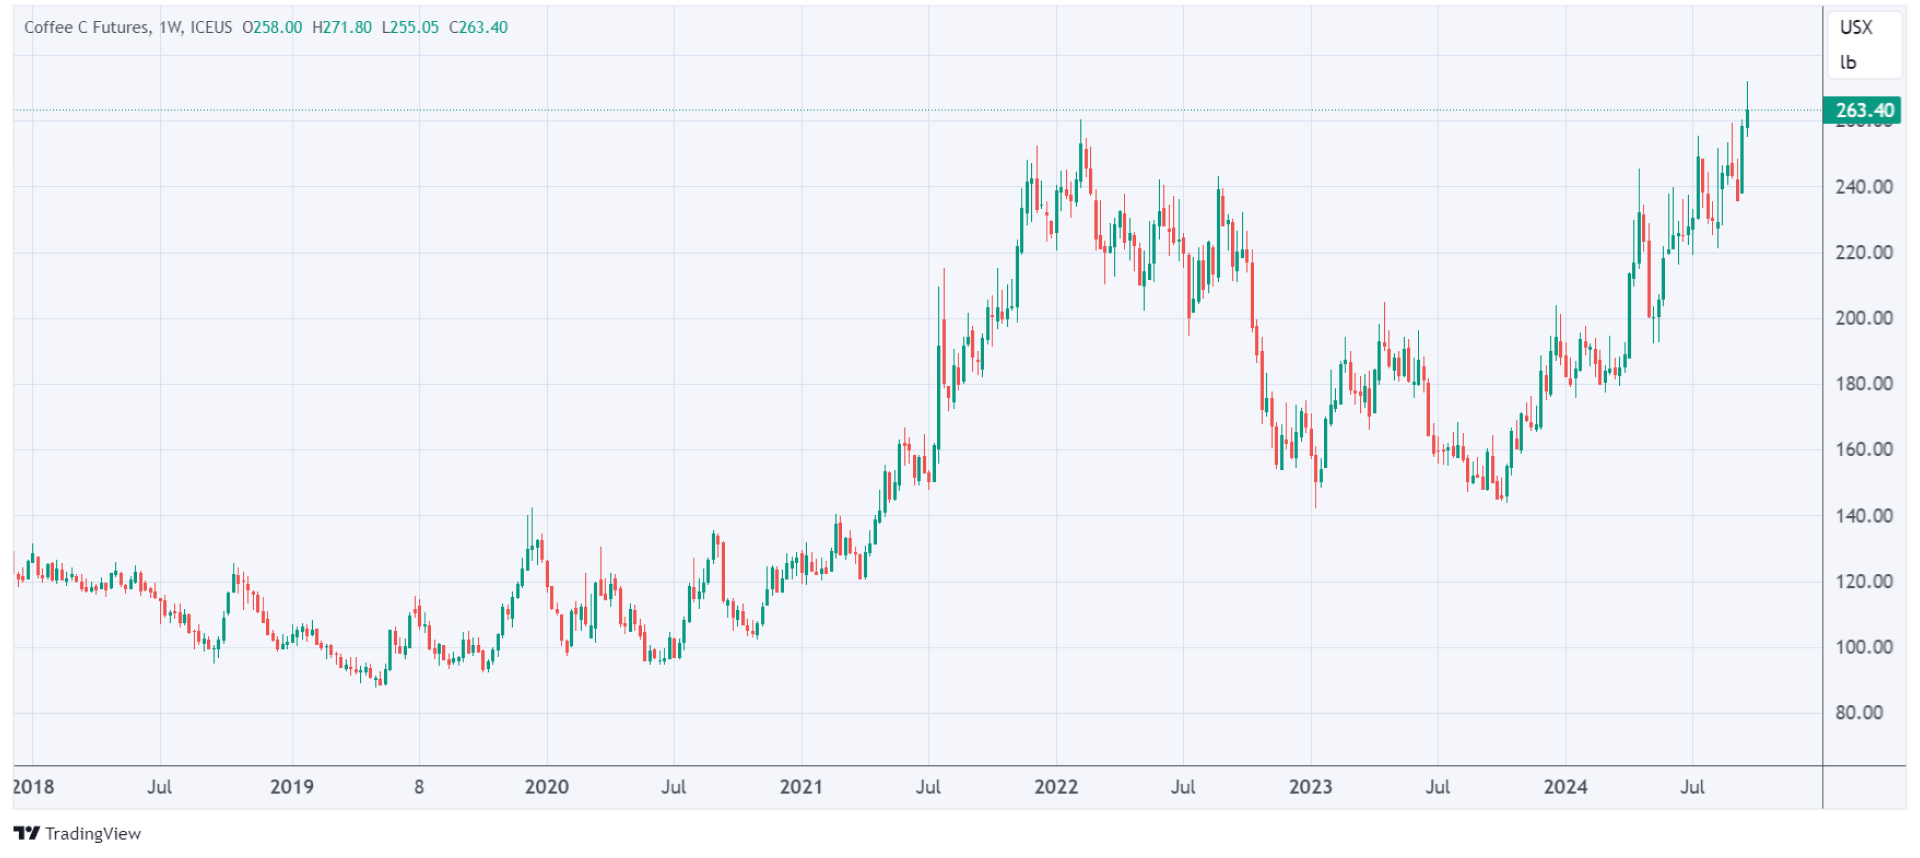 Coffee C Futures, 1W, ICEUS O258.00 H271.80 L255.05 C263.40
USX
lb
263.40
240.00
220.00
200.00
180.00
160.00
140.00
120.00
100.00
80.00
2018 Jul 2019 8 2020 Jul 2021 Jul 2022 Jul 2023 Jul 2024 Jul
TradingView